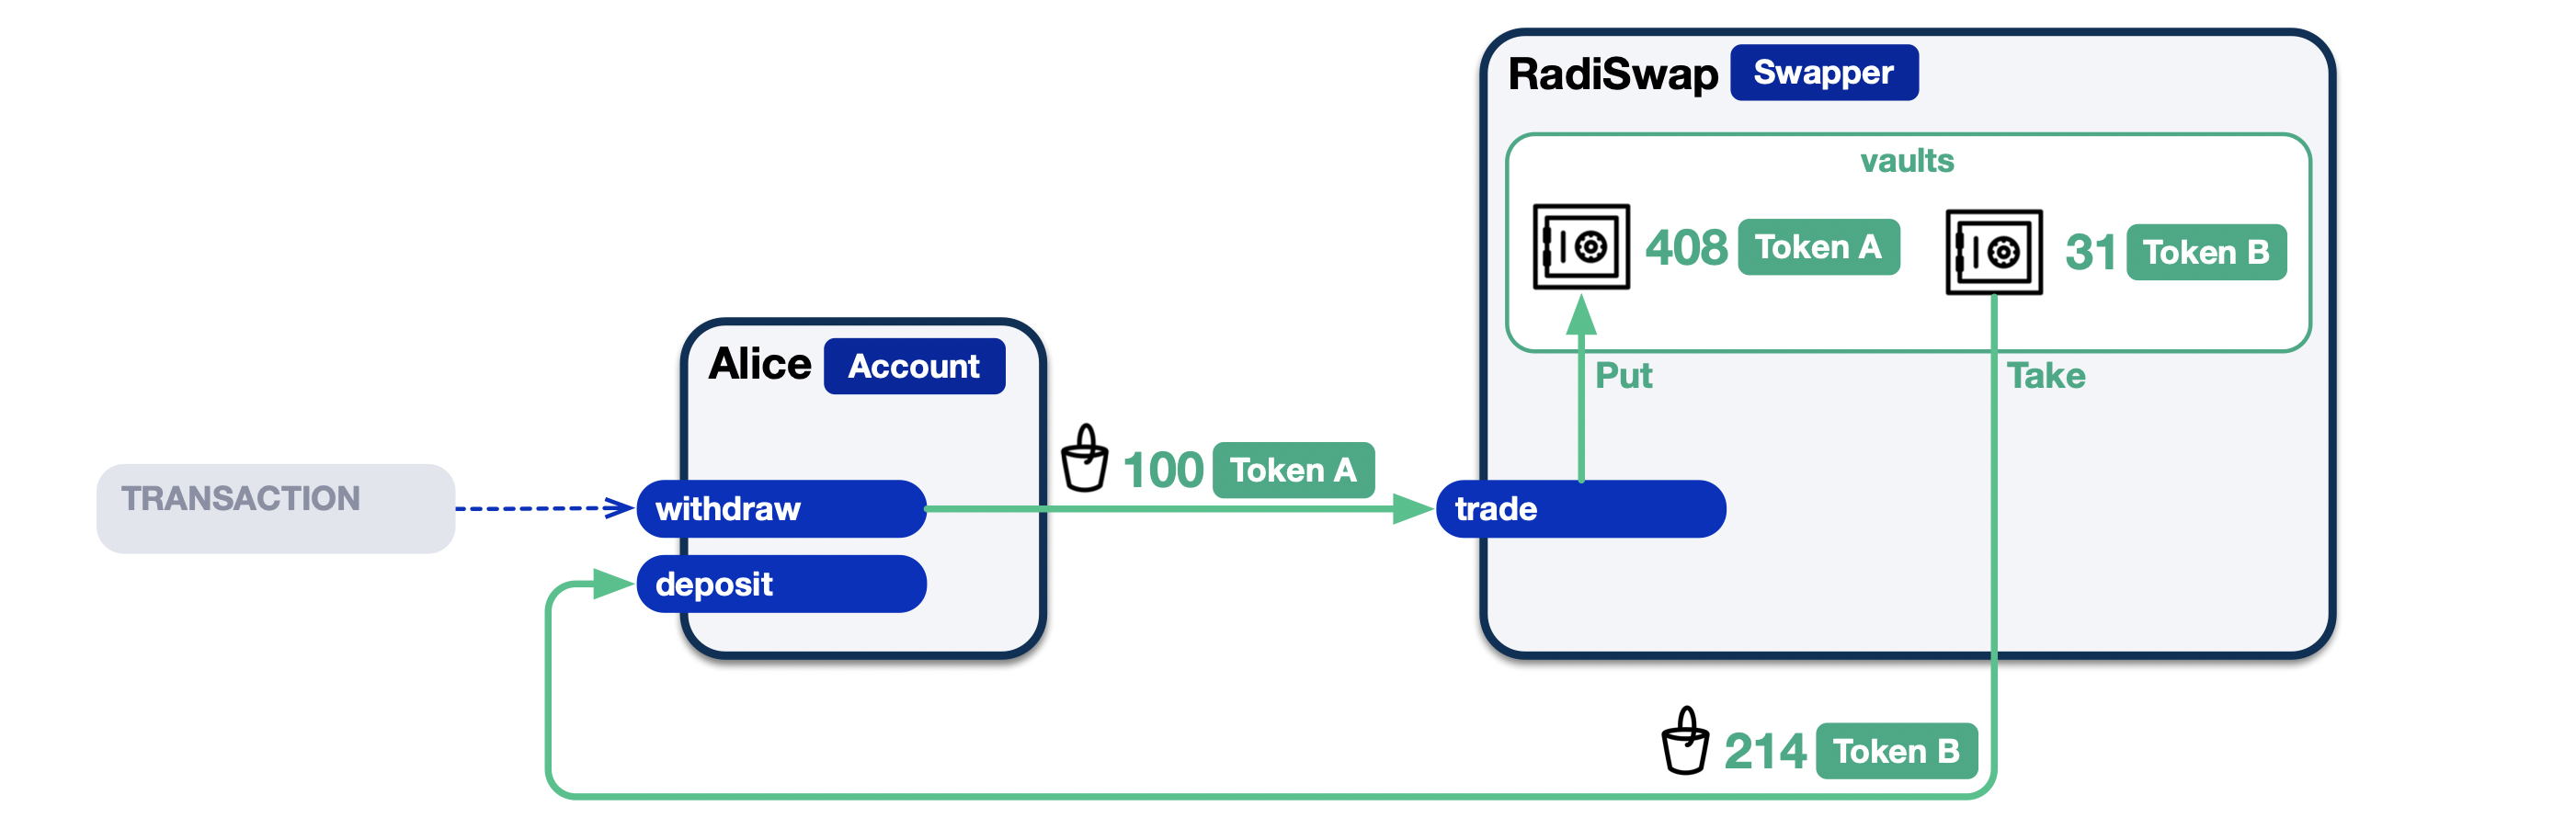 RadiSwap Swapper
vaults
408 Token A
31 Token B
Put
Take
Alice Account
100 Token A
TRANSACTION
withdraw
trade
deposit
214 Token B